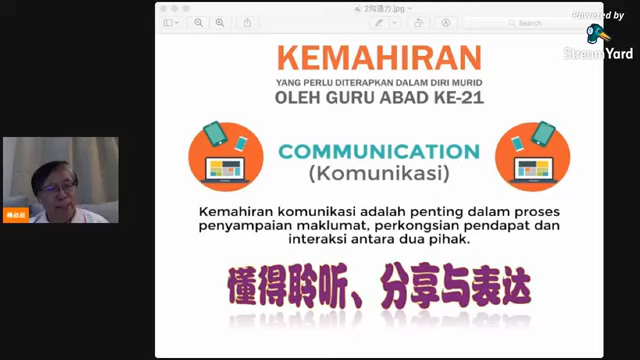 2沟通力.jpg
Search
Powered by
StreamYard
KEMAHIRAN
YANG PERLU DITERAPKAN DALAM DIRI MURID
OLEH GURU ABAD KE-21
COMMUNICATION
(Komunikasi)
Kemahiran komunikasi adalah penting dalam proses
penyampaian maklumat, perkongsian pendapat dan
interaksi antara dua pihak.
懂得聆听、分享与表达